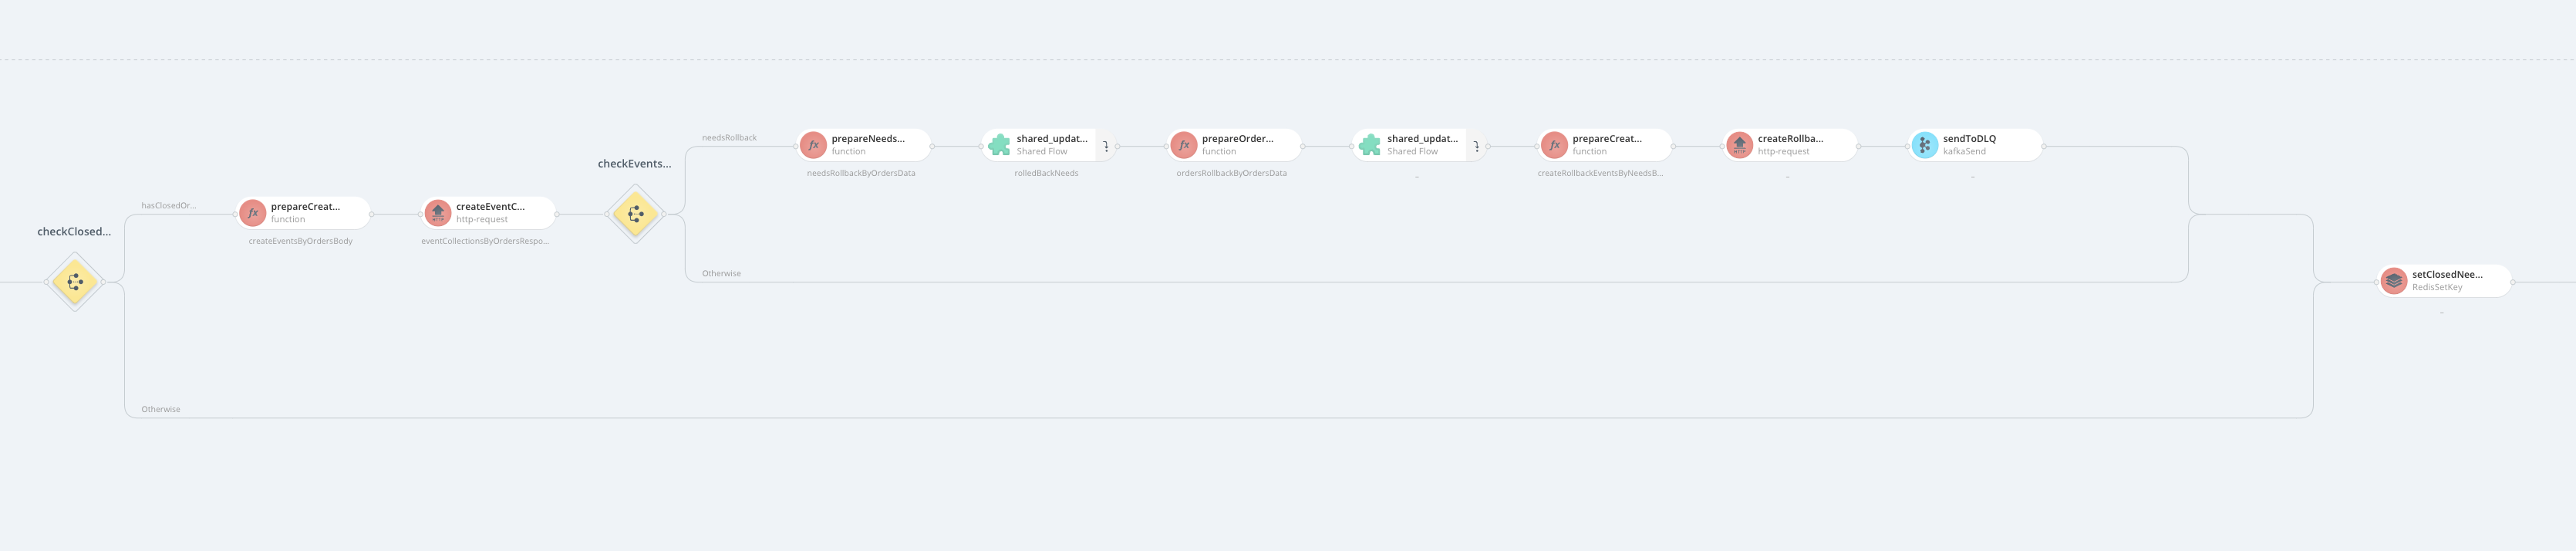 checkClosed...
hasClosedOr...
prepareCreat...
function
createEventsByOrdersBody
createEventC...
http-request
eventCollectionsByOrdersRespo...
checkEvents...
needsRollback
prepareNeeds...
function
needsRollbackByOrdersData
shared_updat...
Shared Flow
rolledBackNeeds
prepareOrder...
function
ordersRollbackByOrdersData
shared_updat...
Shared Flow
-
prepareCreat...
function
createRollbackEventsByNeedsB...
createRollba...
http-request
-
sendToDLQ
kafkaSend
-
Otherwise
Otherwise
setClosedNee...
RedisSetKey
-